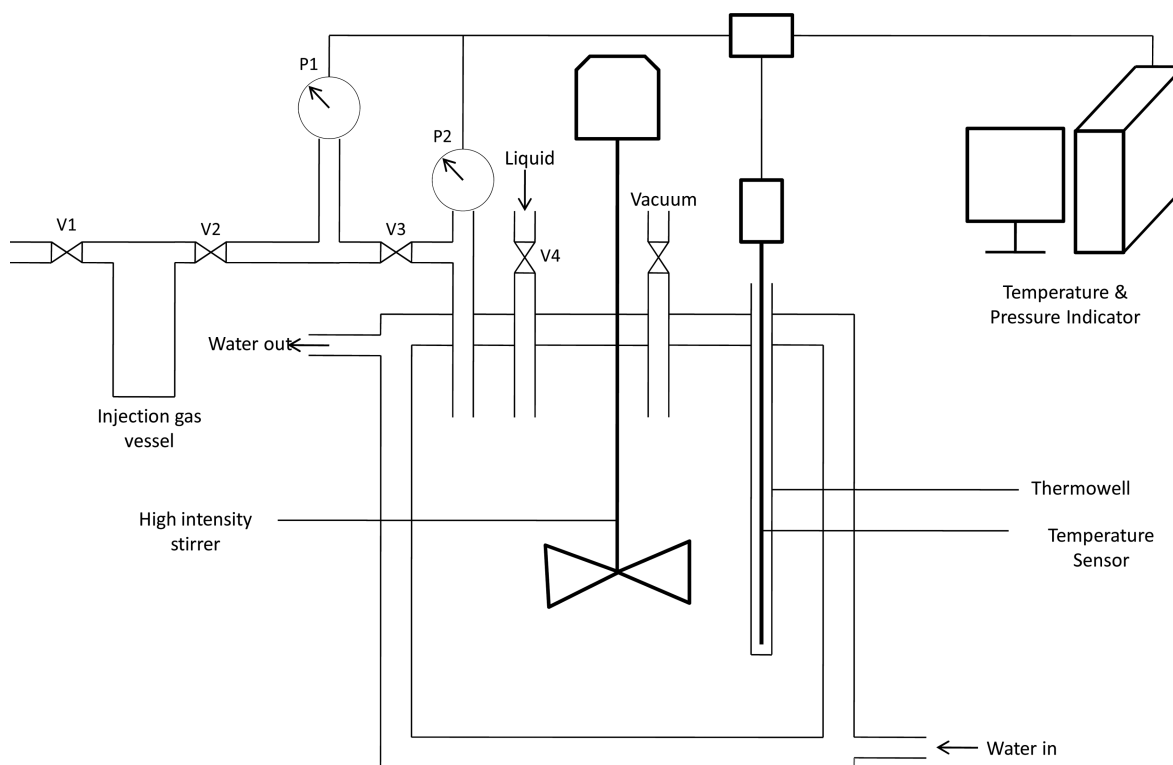 P1
P2
Liquid
Vacuum
V1
V2
V3
V4
Temperature &
Pressure Indicator
Water out
Injection gas
vessel
Thermowell
High intensity
stirrer
Temperature
Sensor
Water in